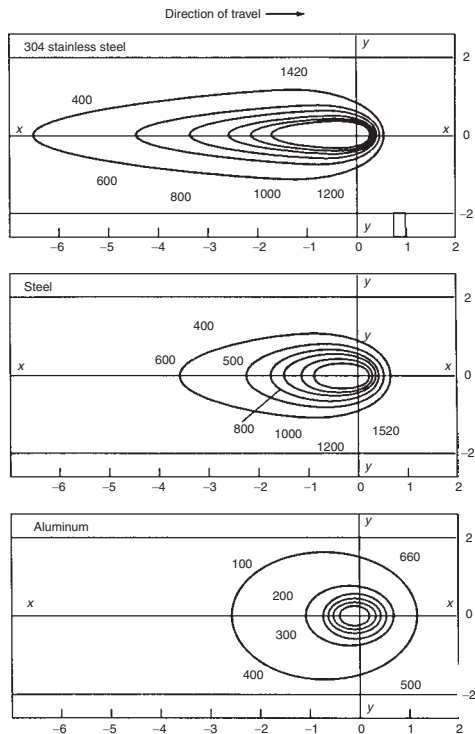 Direction of travel
304 stainless steel
y
2
1420
400
x
x
0
600
800
1000
1200
y
-2
-6 -5 -4 -3 -2 -1 0 1 2
Steel
y
2
400
y
x
600
500
x
0
800
1000
1520
1200
-2
y
-6 -5 -4 -3 -2 -1 0 1 2
Aluminum
y
2
100
660
200
x
x
0
300
400
500
-2
y
-6 -5 -4 -3 -2 -1 0 1 2